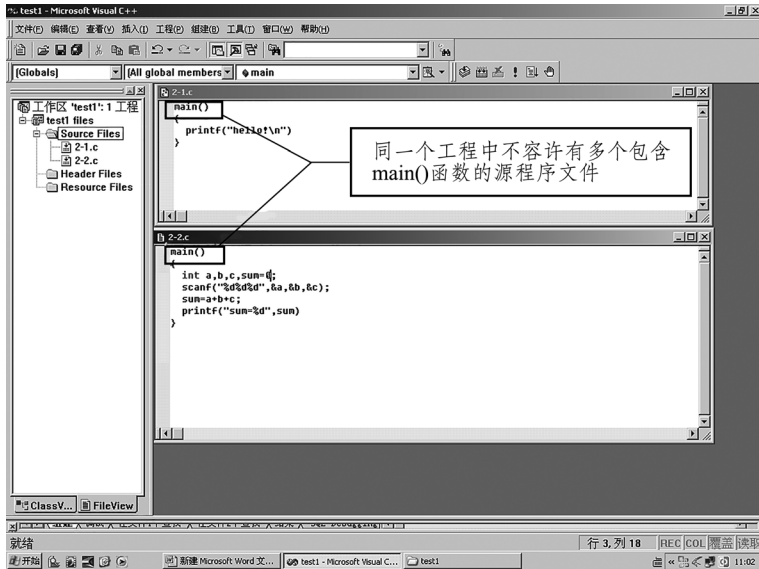 test1 - Microsoft Visual C++
文件(F) 编辑(E) 查看(V) 插入(I) 工程(P) 组建(B) 工具(T) 窗口(W) 帮助(H)
(Globals) (All global members main
工作区 'test1': 1 工程
test1 files
Source Files
2-1.c
2-2.c
Header Files
Resource Files
ClassV... FileView
2-1.c
main()
{
printf("hello!\n")
}
同一个工程中不容许有多个包含
main()函数的源程序文件
2-2.c
main()
{
int a,b,c,sum=0;
scanf("%d%d%d",&a,&b,&c);
sum=a+b+c;
printf("sum=%d",sum)
}
就绪
行 3, 列 18 REC COL 覆盖 读取
开始 新建 Microsoft Word 文... test1 - Microsoft Visual C... test1 11:02